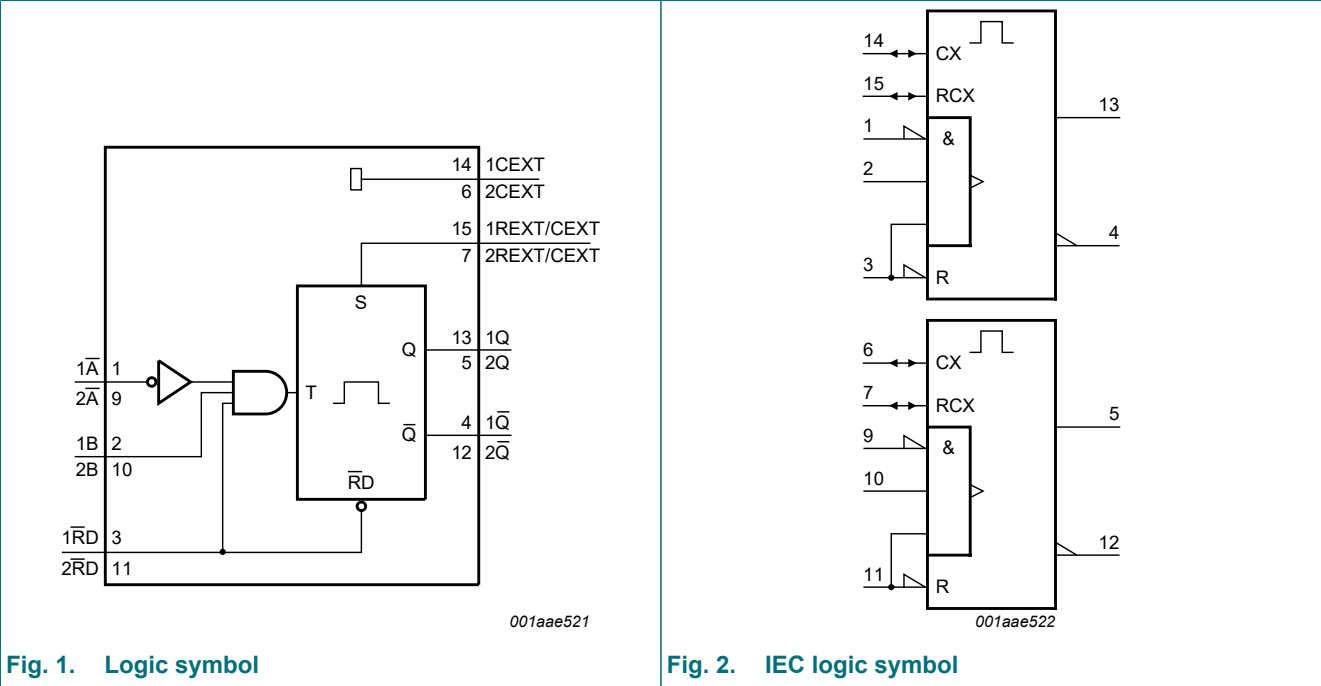 14 1CEXT
6 2CEXT
15 1REXT/CEXT
7 2REXT/CEXT
S
Q 13 1Q
5 2Q
1A̅ 1
2A̅ 9
T
Q̅ 4 1Q̅
12 2Q̅
1B 2
2B 10
R̅D
1R̅D 3
2R̅D 11
001aae521
Fig. 1. Logic symbol
14 CX
15 RCX
13
1 &
2
4
3 R
6 CX
7 RCX
5
9 &
10
12
11 R
001aae522
Fig. 2. IEC logic symbol